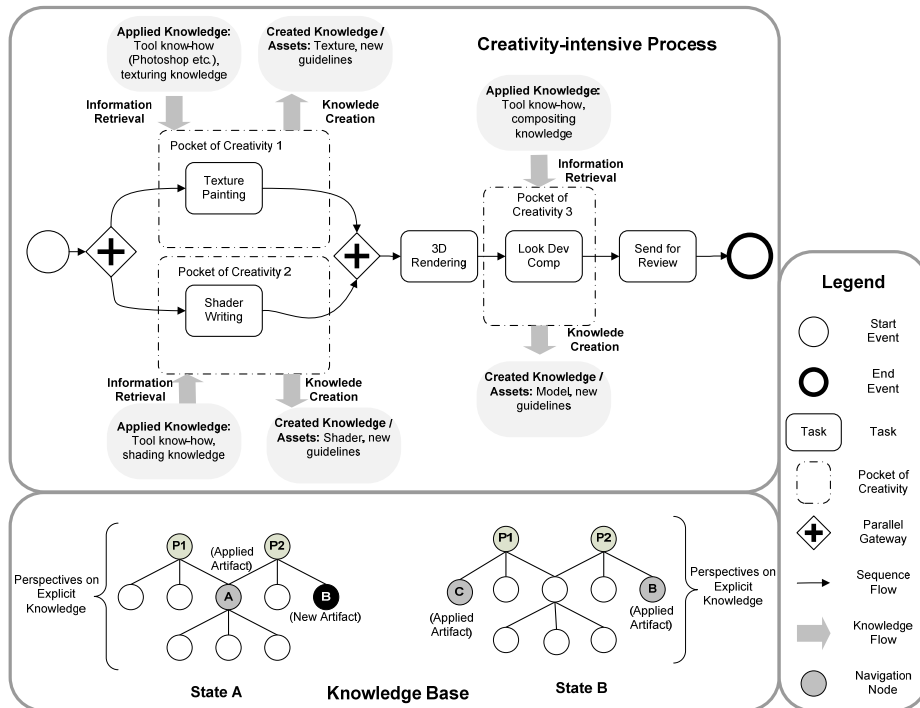 Creativity-intensive Process
Applied Knowledge:
Tool know-how
(Photoshop etc.),
texturing knowledge
Created Knowledge /
Assets: Texture, new
guidelines
Information
Retrieval
Knowlede
Creation
Pocket of Creativity 1
Texture
Painting
Pocket of Creativity 2
Shader
Writing
Information
Retrieval
Knowlede
Creation
Applied Knowledge:
Tool know-how,
shading knowledge
Created Knowledge /
Assets: Shader, new
guidelines
3D
Rendering
Applied Knowledge:
Tool know-how,
compositing
knowledge
Information
Retrieval
Pocket of
Creativity 3
Look Dev
Comp
Knowlede
Creation
Created Knowledge /
Assets: Model, new
guidelines
Send for
Review
Legend
Start
Event
End
Event
Task
Task
Pocket of
Creativity
Parallel
Gateway
Sequence
Flow
Knowledge
Flow
Navigation
Node
Perspectives on
Explicit
Knowledge
P1
(Applied
Artifact)
P2
A
B
(New Artifact)
State A
Knowledge Base
P1
P2
C
(Applied
Artifact)
B
(Applied
Artifact)
State B
Perspectives on
Explicit
Knowledge